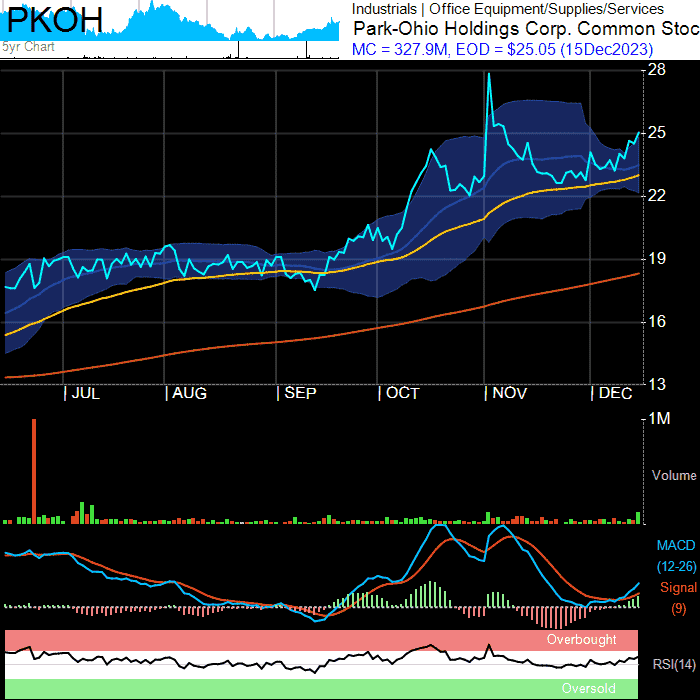 PKOH
5yr Chart
Industrials | Office Equipment/Supplies/Services
Park-Ohio Holdings Corp. Common Stoc
MC = 327.9M, EOD = $25.05 (15Dec2023)
28
25
22
19
16
13
| JUL | AUG | SEP | OCT | NOV | DEC
1M
Volume
MACD
(12-26)
Signal
(9)
Overbought
RSI(14)
Oversold